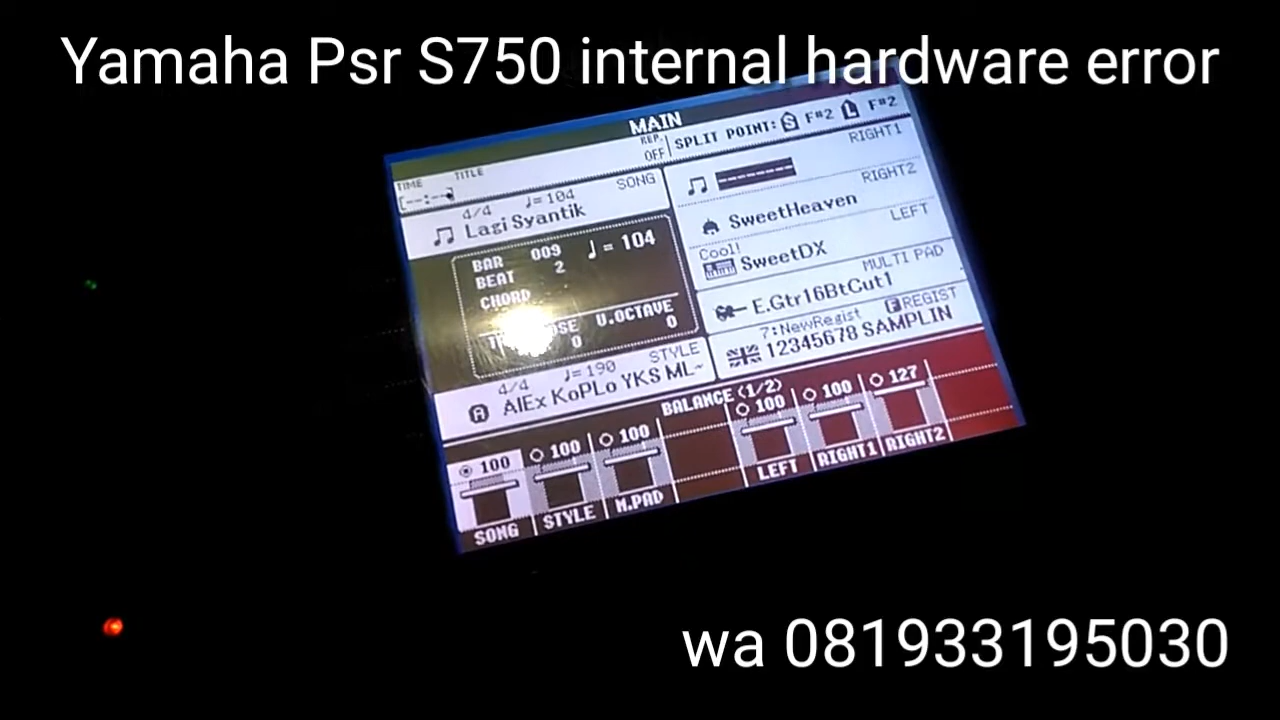 Yamaha Psr S750 internal hardware error
MAIN
TIME TITLE
[--:--]
REP.
OFF
SPLIT POINT: S F#2 L F#2
SONG
4/4 ♩=104
Lagi Syantik
BAR 009 ♩= 104
BEAT 2
CHORD
U.OCTAVE
0 0
STYLE
4/4 ♩=190
A AlEx KoPLo YKS ML~
RIGHT1
RIGHT2
SweetHeaven
LEFT
Cool!
SweetDX
MULTI PAD
E.Gtr16BtCut1
F REGIST
7:NewRegist
12345678 SAMPLIN
BALANCE (1/2)
100 100 100 100 100 127
SONG STYLE M.PAD LEFT RIGHT1 RIGHT2
wa 081933195030